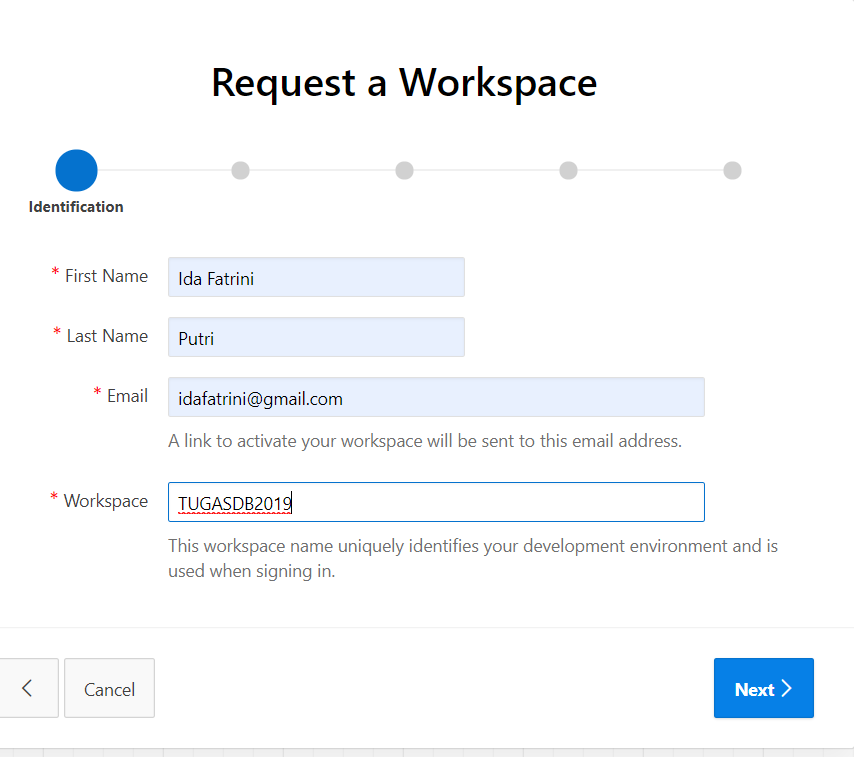 Request a Workspace
Identification
* First Name
Ida Fatrini
* Last Name
Putri
* Email
idafatrini@gmail.com
A link to activate your workspace will be sent to this email address.
* Workspace
TUGASDB2019
This workspace name uniquely identifies your development environment and is
used when signing in.
Cancel
Next